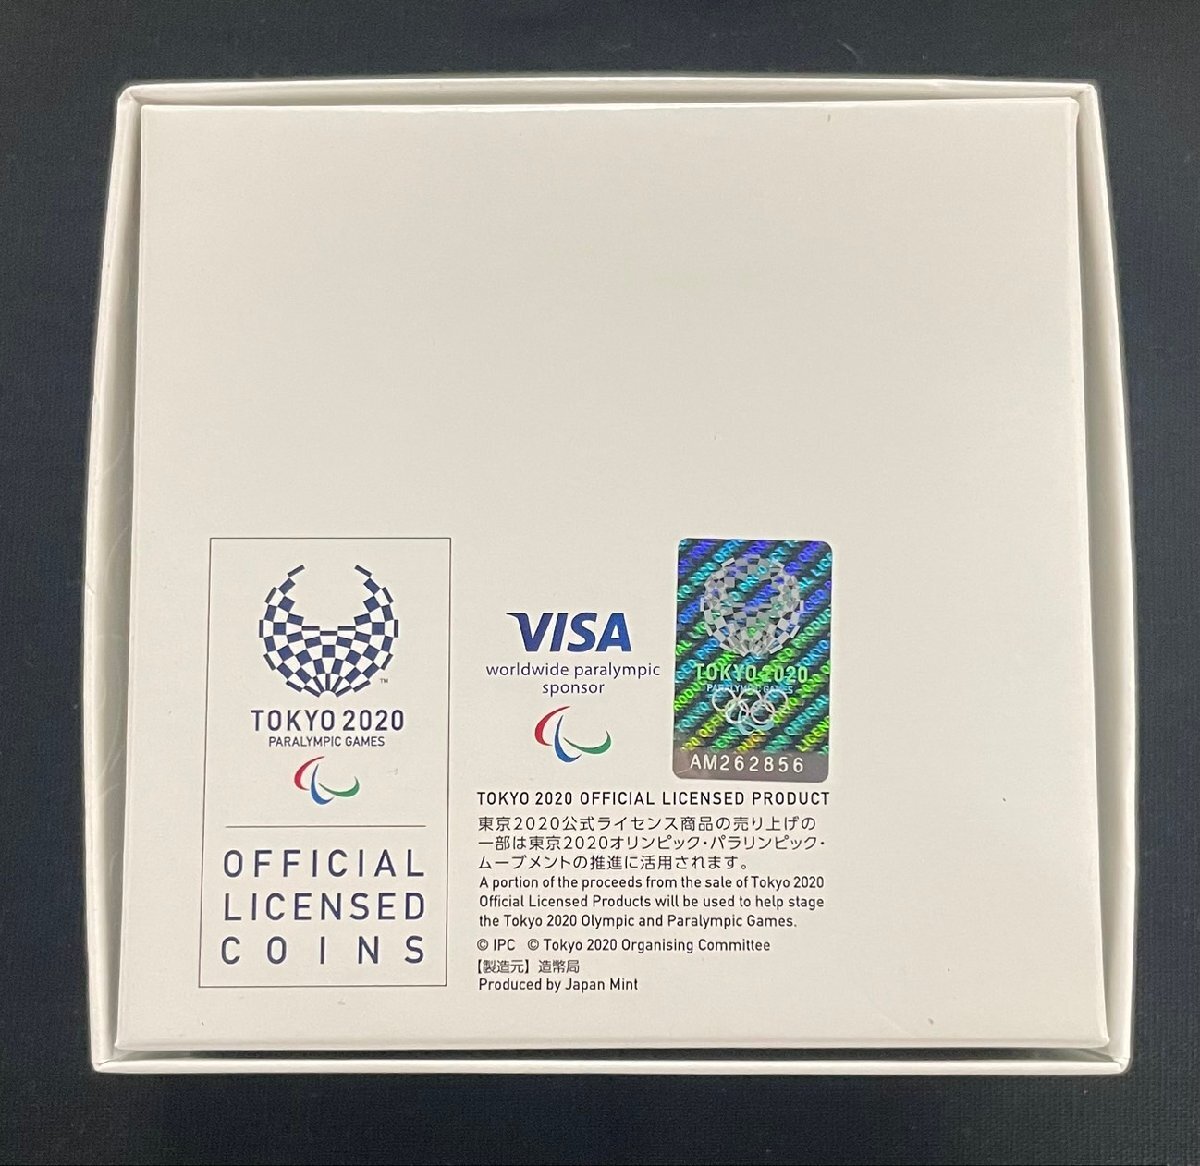 TM
TOKYO 2020
PARALYMPIC GAMES
OFFICIAL
LICENSED
COINS
VISA
worldwide paralympic
sponsor
TOKYO 2020
PARALYMPIC GAMES
AM262856
TOKYO 2020 OFFICIAL LICENSED PRODUCT
東京2020公式ライセンス商品の売り上げの
一部は東京2020オリンピック・パラリンピック・
ムーブメントの推進に活用されます。
A portion of the proceeds from the sale of Tokyo 2020
Official Licensed Products will be used to help stage
the Tokyo 2020 Olympic and Paralympic Games.
© IPC © Tokyo 2020 Organising Committee
【製造元】造幣局
Produced by Japan Mint